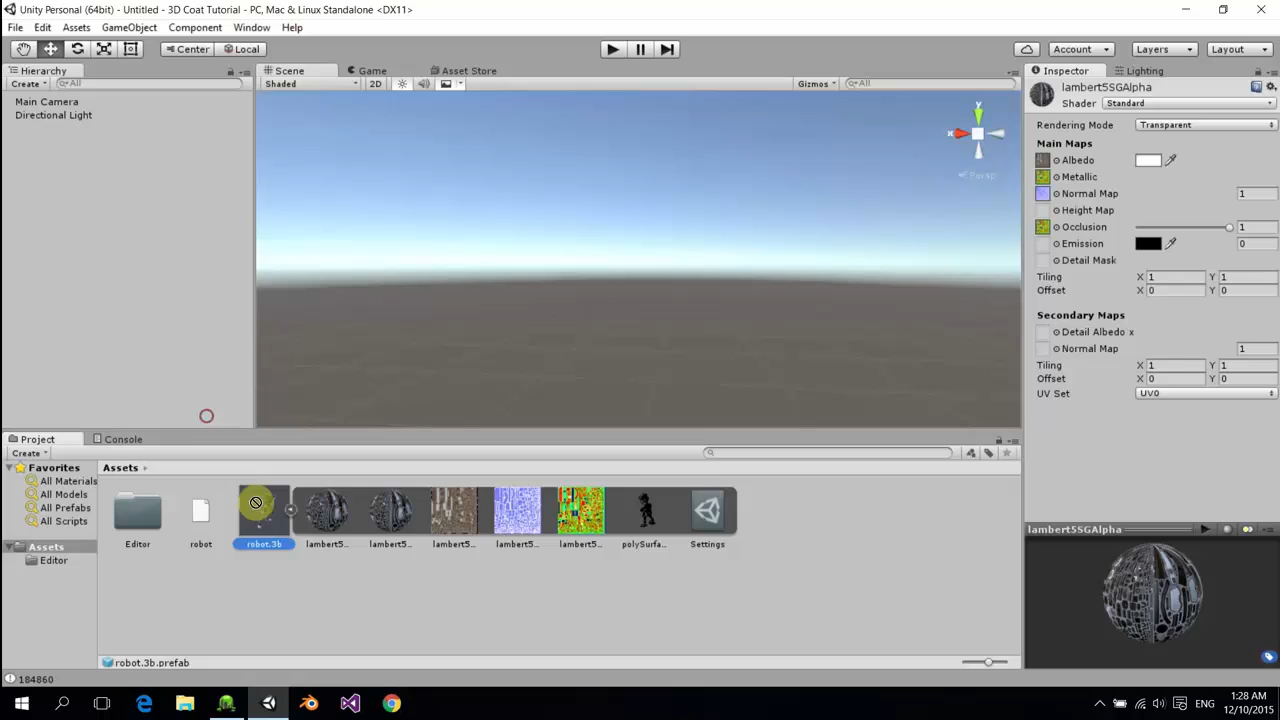 Unity Personal (64bit) - Untitled - 3D Coat Tutorial - PC, Mac & Linux Standalone <DX11>
File Edit Assets GameObject Component Window Help
Center Local Account Layers Layout
Hierarchy Scene Game Asset Store Inspector Lighting
Create All Shaded 2D Gizmos All
lambert5SGAlpha
Shader Standard
Main Camera
Directional Light
Rendering Mode Transparent
Main Maps
Albedo
Metallic
Normal Map 1
Height Map
Occlusion 1
Emission 0
Detail Mask
Tiling X 1 Y 1
Offset X 0 Y 0
Secondary Maps
Detail Albedo x
Normal Map 1
Tiling X 1 Y 1
Offset X 0 Y 0
UV Set UV0
y
x
Persp
Project Console
Create
Favorites
All Materials
All Models
All Prefabs
All Scripts
Assets
Editor
Assets
Editor robot robot.3b lambert5... lambert5... lambert5... lambert5... lambert5... polySurfa... Settings
robot.3b.prefab
lambert5SGAlpha
184860
ENG
1:28 AM
12/10/2015